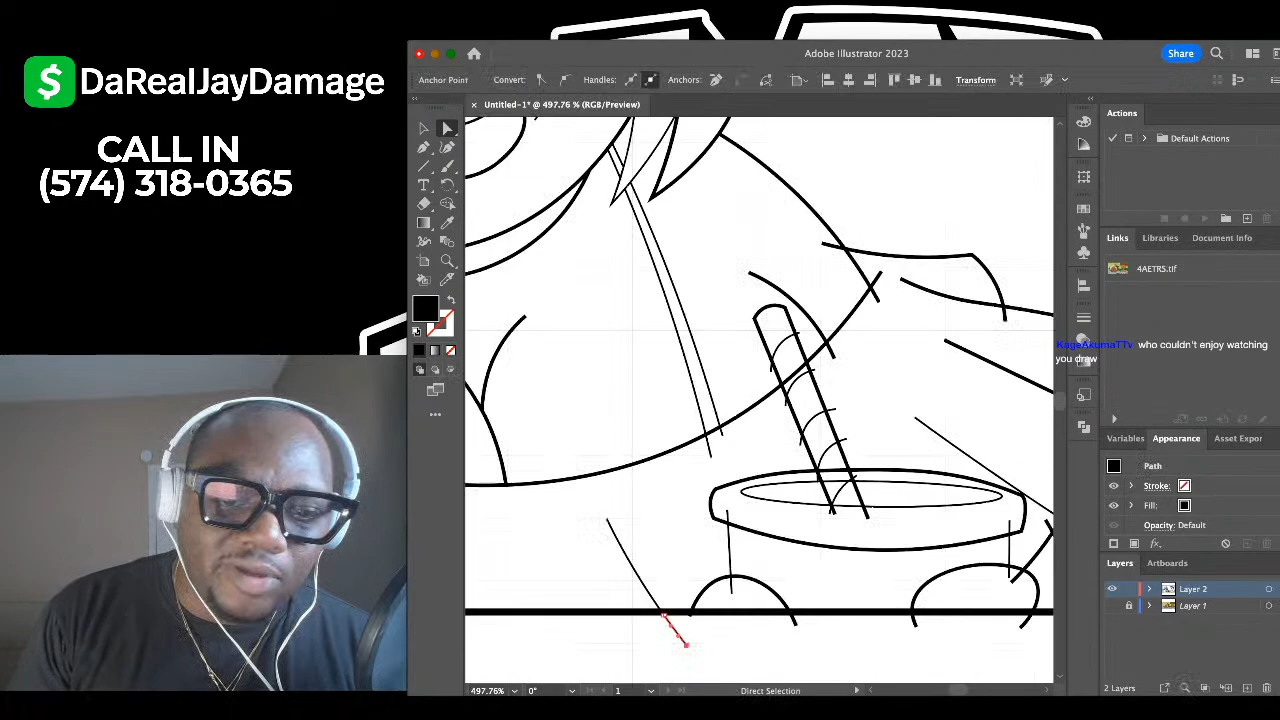 $ DaRealJayDamage
CALL IN
(574) 318-0365
Adobe Illustrator 2023
Share
Anchor Point
Convert:
Handles:
Anchors:
Transform
× Untitled-1* @ 497.76 % (RGB/Preview)
Actions
Default Actions
Links
Libraries
Document Info
4AETRS.tif
KageAkumaTTv who couldn't enjoy watching
you draw
Variables
Appearance
Asset Expor
Path
Stroke:
Fill:
Opacity: Default
fx
Layers
Artboards
Layer 2
Layer 1
497.76%
0°
1
Direct Selection
2 Layers